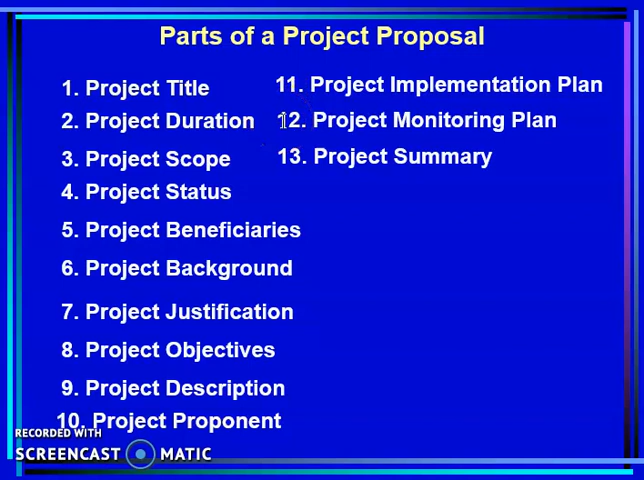 Parts of a Project Proposal
1. Project Title
2. Project Duration
3. Project Scope
4. Project Status
5. Project Beneficiaries
6. Project Background
7. Project Justification
8. Project Objectives
9. Project Description
10. Project Proponent
11. Project Implementation Plan
12. Project Monitoring Plan
13. Project Summary
RECORDED WITH
SCREENCAST MATIC